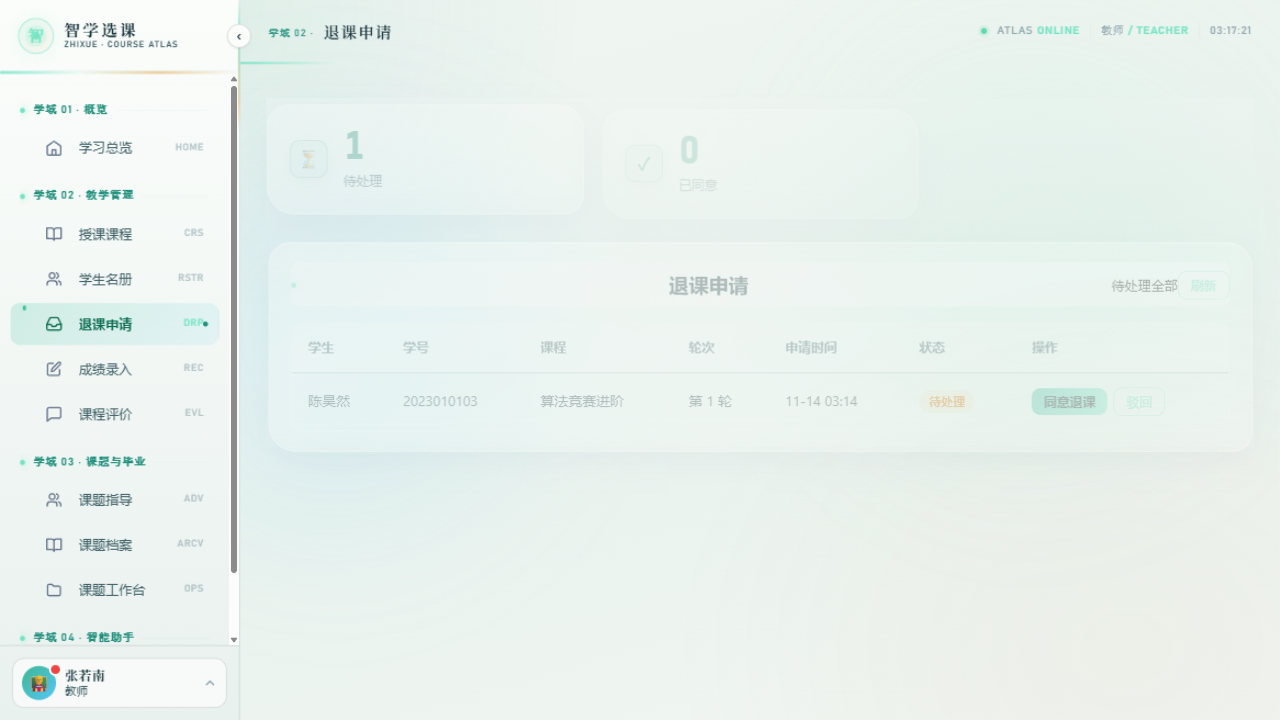 智
智学选课
ZHIXUE · COURSE ATLAS
学域 01 · 概览
学习总览 HOME
学域 02 · 教学管理
授课课程 CRS
学生名册 RSTR
退课申请 DRP
成绩录入 REC
课程评价 EVL
学域 03 · 课题与毕业
课题指导 ADV
课题档案 ARCV
课题工作台 OPS
学域 04 · 智能助手
张若南
教师
学域 02 · 退课申请
ATLAS ONLINE 教师 / TEACHER 03:17:21
1
待处理
0
已同意
退课申请
待处理全部 刷新
学生 学号 课程 轮次 申请时间 状态 操作
陈昊然 2023010103 算法竞赛进阶 第 1 轮 11-14 03:14 待处理 同意退课 驳回